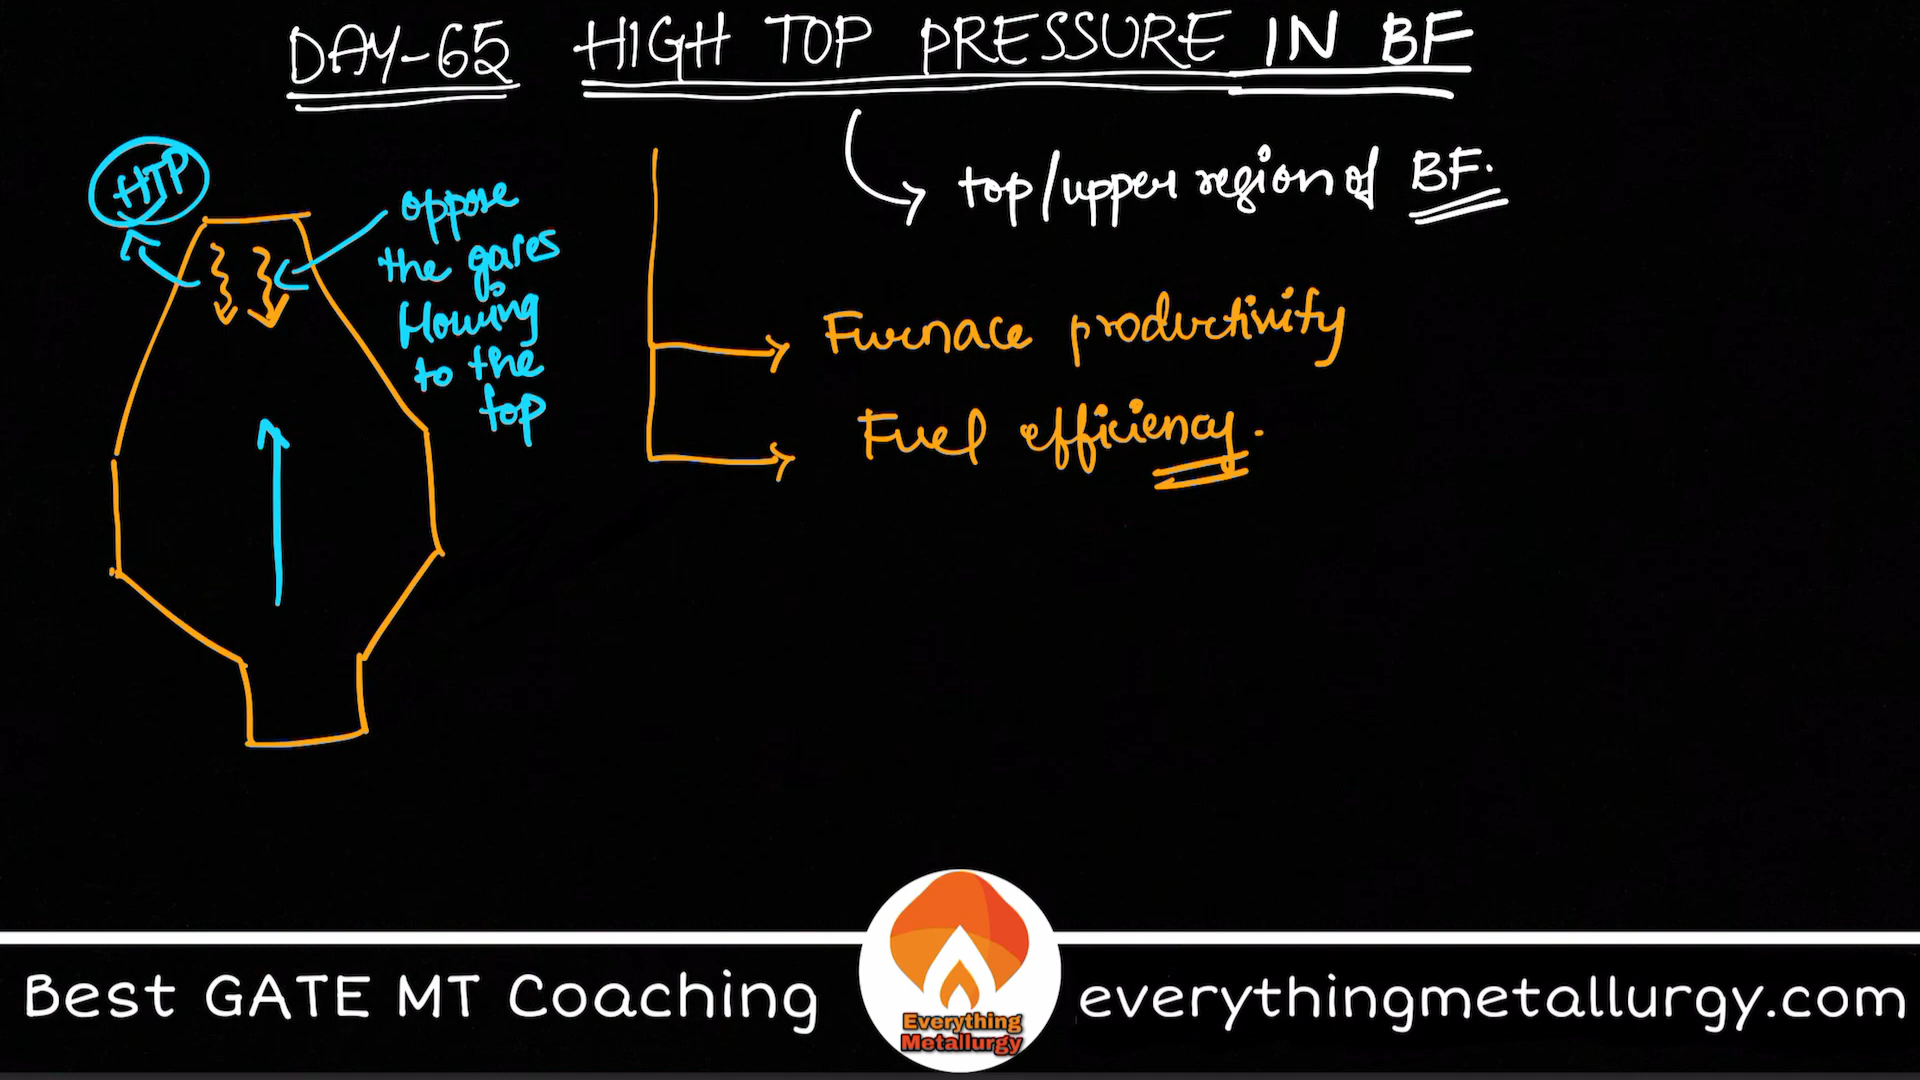 DAY-65 HIGH TOP PRESSURE IN BF
top/upper region of BF.
HTP
oppose
the gases
flowing
to the
top
Furnace productivity
Fuel efficiency.
Best GATE MT Coaching
Everything
Metallurgy
everythingmetallurgy.com